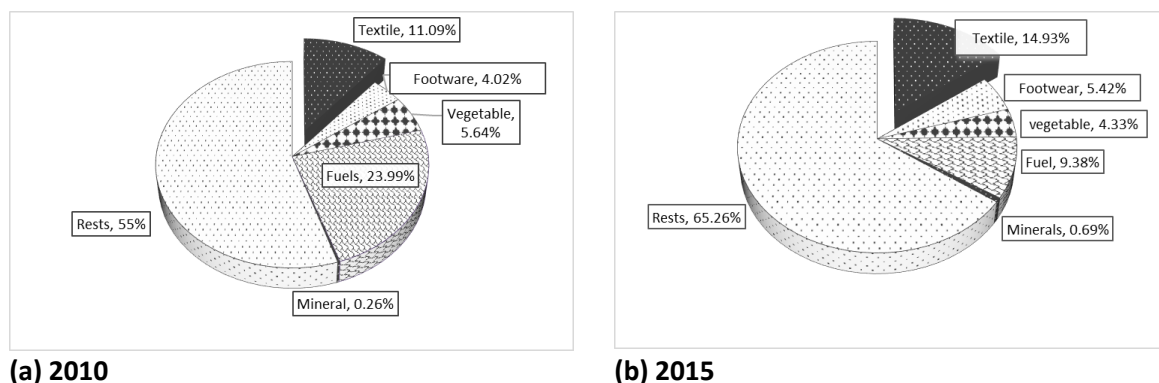 Textile, 11.09%
Footware, 4.02%
Vegetable,
5.64%
Fuels, 23.99%
Rests, 55%
Mineral, 0.26%
(a) 2010
Textile, 14.93%
Footwear, 5.42%
vegetable, 4.33%
Fuel, 9.38%
Rests, 65.26%
Minerals, 0.69%
(b) 2015